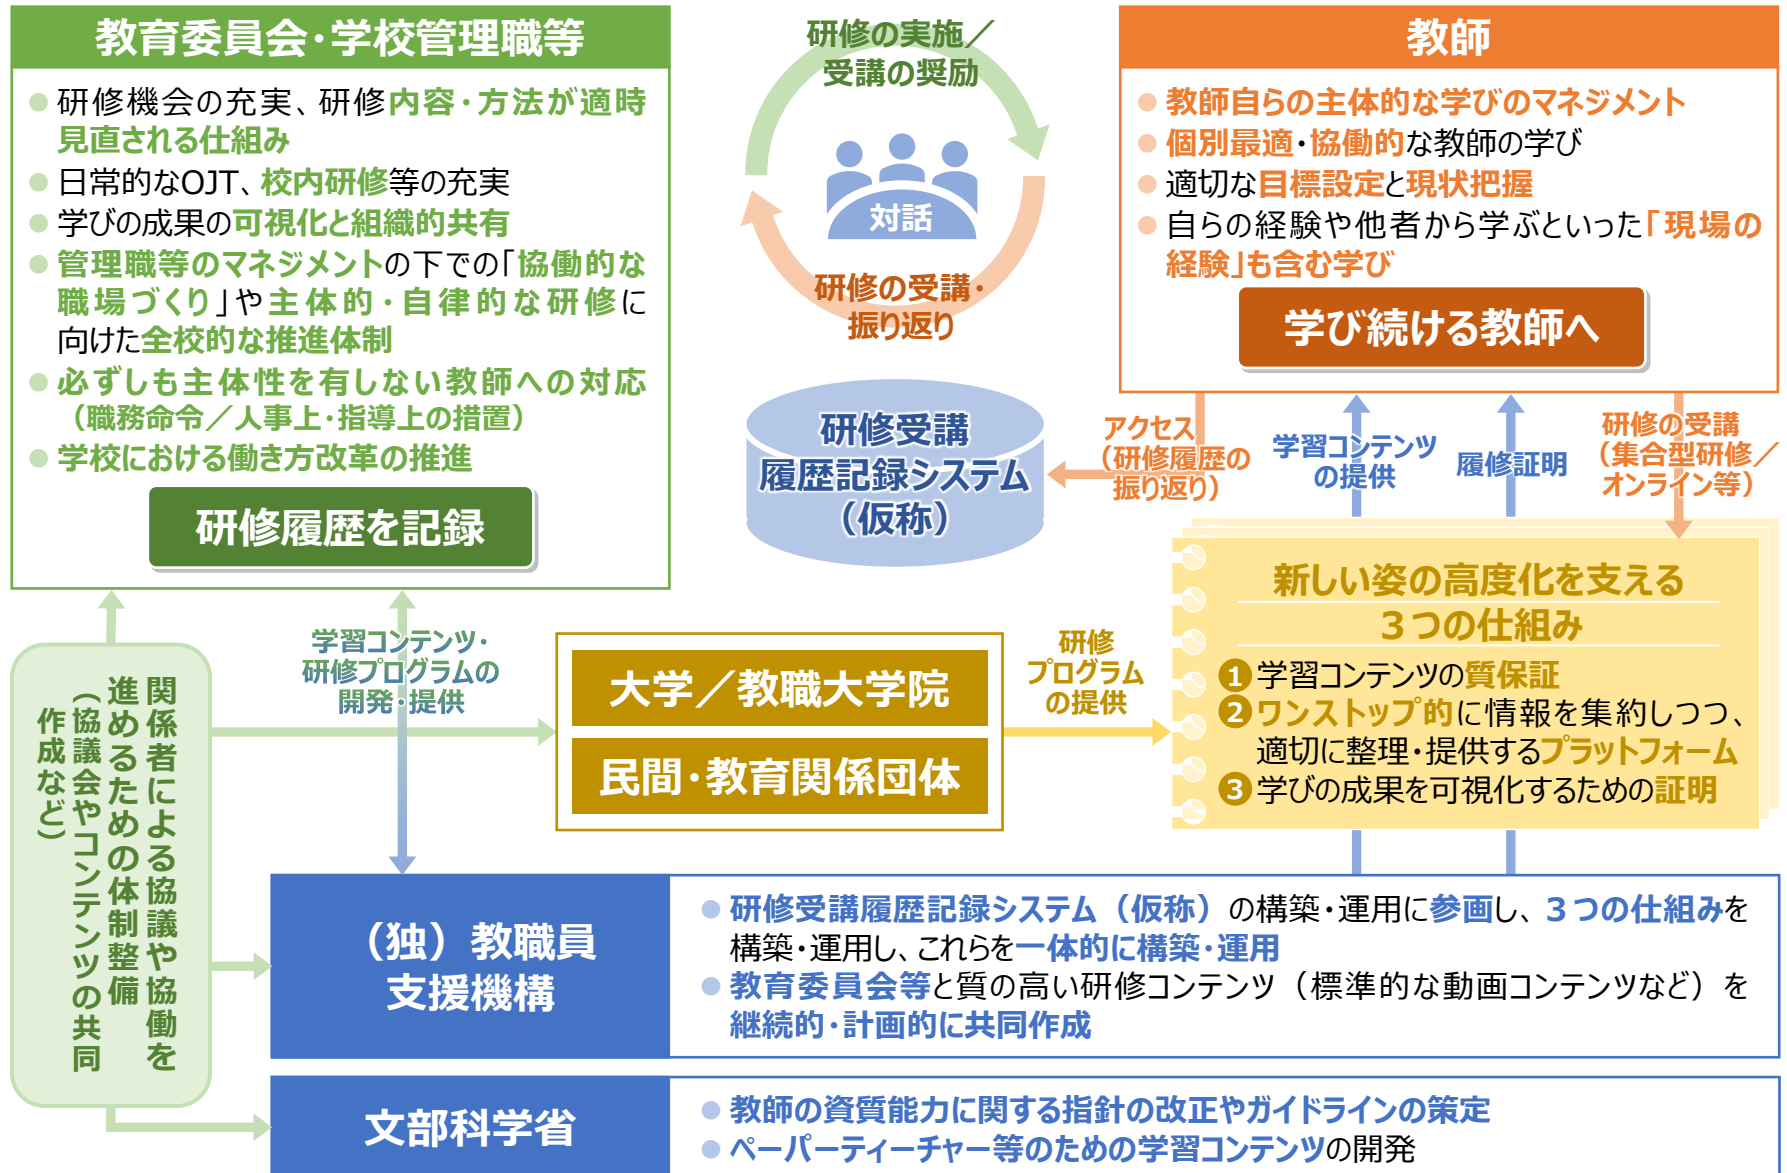 教育委員会・学校管理職等
研修機会の充実、研修内容・方法が適時
見直される仕組み
日常的なOJT、校内研修等の充実
学びの成果の可視化と組織的共有
管理職等のマネジメントの下での「協働的な
職場づくり」や主体的・自律的な研修に
向けた全校的な推進体制
必ずしも主体性を有しない教師への対応
（職務命令／人事上・指導上の措置）
学校における働き方改革の推進
研修履歴を記録
研修の実施／
受講の奨励
対話
研修の受講・
振り返り
研修受講
履歴記録システム
（仮称）
教師
教師自らの主体的な学びのマネジメント
個別最適・協働的な教師の学び
適切な目標設定と現状把握
自らの経験や他者から学ぶといった「現場の
経験」も含む学び
学び続ける教師へ
アクセス
（研修履歴の
振り返り）
学習コンテンツ
の提供
履修証明
研修の受講
（集合型研修／
オンライン等）
新しい姿の高度化を支える
３つの仕組み
❶学習コンテンツの質保証
❷ワンストップ的に情報を集約しつつ、
適切に整理・提供するプラットフォーム
❸学びの成果を可視化するための証明
学習コンテンツ・
研修プログラムの
開発・提供
大学／教職大学院
民間・教育関係団体
研修
プログラム
の提供
関係者による協議や協働を
進めるための体制整備
（協議会やコンテンツの共同
作成など）
（独）教職員
支援機構
研修受講履歴記録システム（仮称）の構築・運用に参画し、３つの仕組みを
構築・運用し、これらを一体的に構築・運用
教育委員会等と質の高い研修コンテンツ（標準的な動画コンテンツなど）を
継続的・計画的に共同作成
文部科学省
教師の資質能力に関する指針の改正やガイドラインの策定
ペーパーティーチャー等のための学習コンテンツの開発